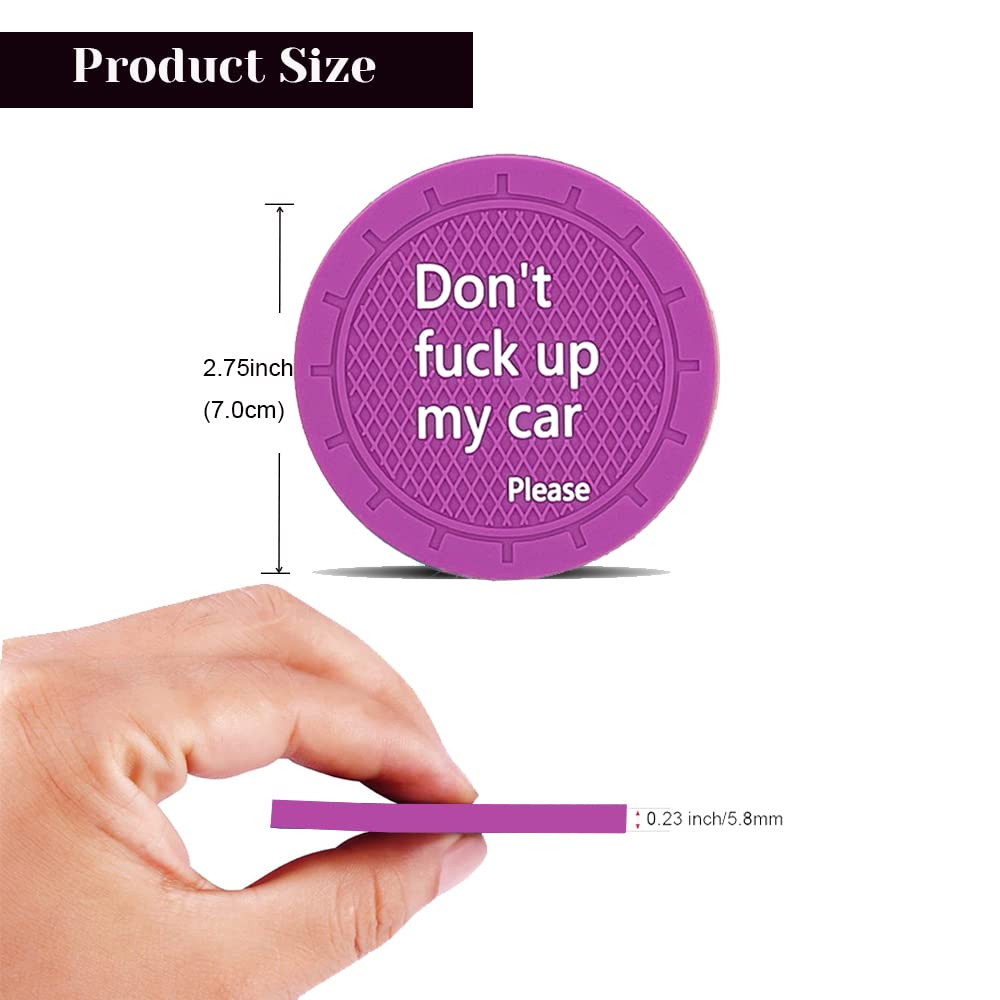 Product Size
Don't
fuck up
my car
Please
2.75inch
(7.0cm)
0.23 inch/5.8mm